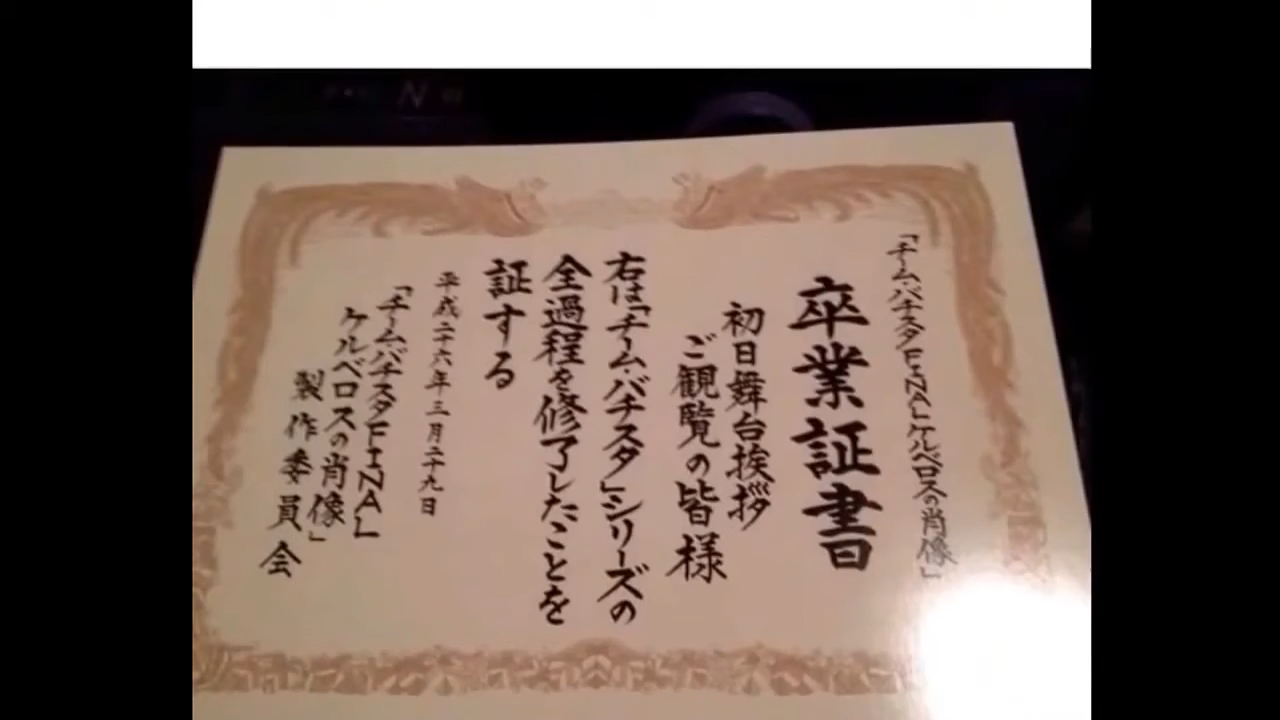 「チーム・バチスタFINALケルベロスの肖像」
卒業証書
初日舞台挨拶
ご観覧の皆様
右は「チーム・バチスタ」シリーズの
全過程を修了したことを
証する
平成二十六年三月二十九日
「チーム・バチスタFINAL
ケルベロスの肖像」
製作委員会